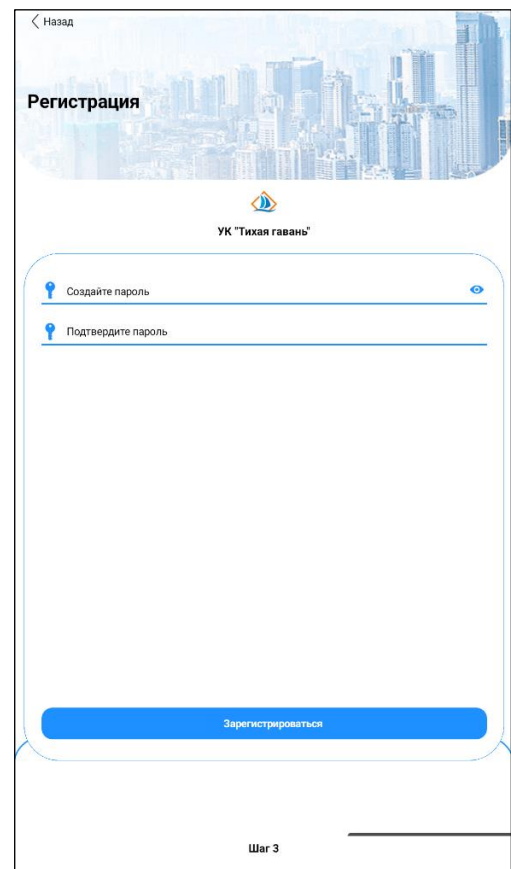 Назад
Регистрация
УК "Тихая гавань"
Создайте пароль
Подтвердите пароль
Зарегистрироваться
Шаг 3